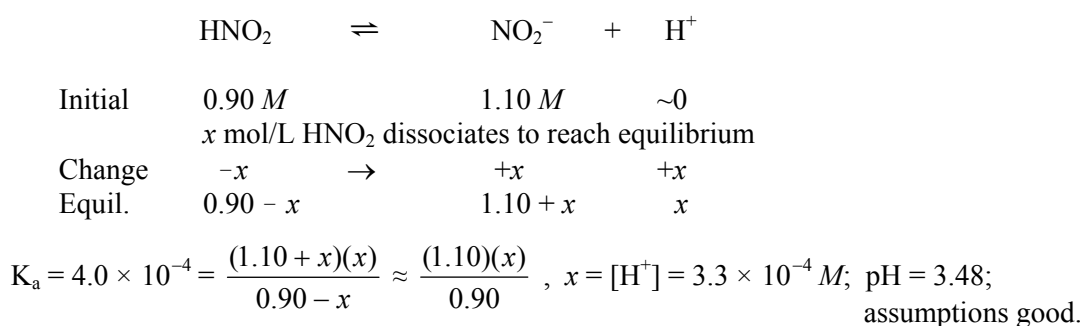 HNO₂ ⇌ NO₂⁻ + H⁺
Initial 0.90 M 1.10 M ~0
x mol/L HNO₂ dissociates to reach equilibrium
Change −x → +x +x
Equil. 0.90 − x 1.10 + x x
Kₐ = 4.0 × 10⁻⁴ = (1.10 + x)(x) / 0.90 − x ≈ (1.10)(x) / 0.90 , x = [H⁺] = 3.3 × 10⁻⁴ M; pH = 3.48;
assumptions good.